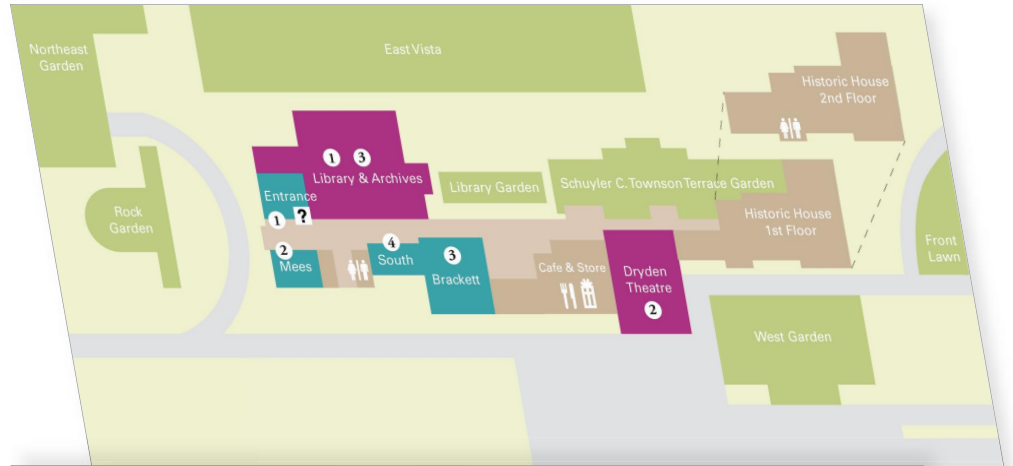 Northeast
Garden
East Vista
Historic House
2nd Floor
1 3
Library & Archives
Entrance
Library Garden
Schuyler C. Townson Terrace Garden
Rock
Garden
1
?
Historic House
1st Floor
2
Mees
4
South
3
Brackett
Cafe & Store
Dryden
Theatre
2
Front
Lawn
West Garden